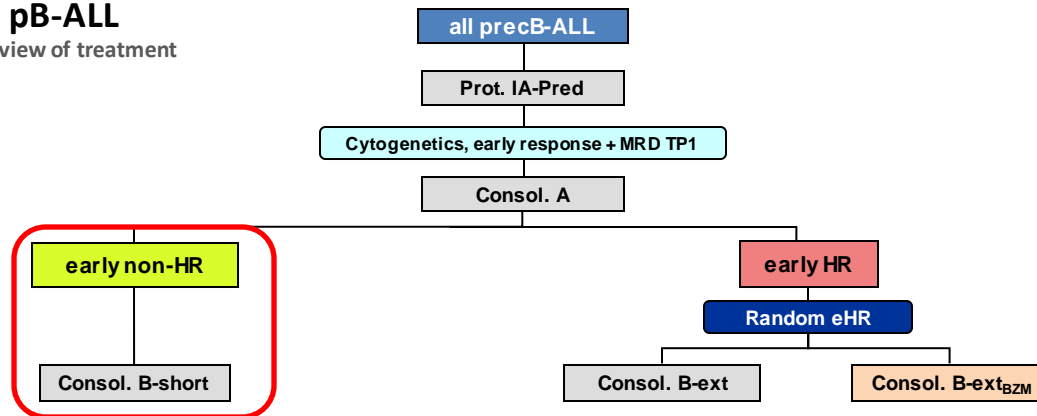 pB-ALL
view of treatment
all precB-ALL
Prot. IA-Pred
Cytogenetics, early response + MRD TP1
Consol. A
early non-HR
early HR
Random eHR
Consol. B-short
Consol. B-ext
Consol. B-extBZM